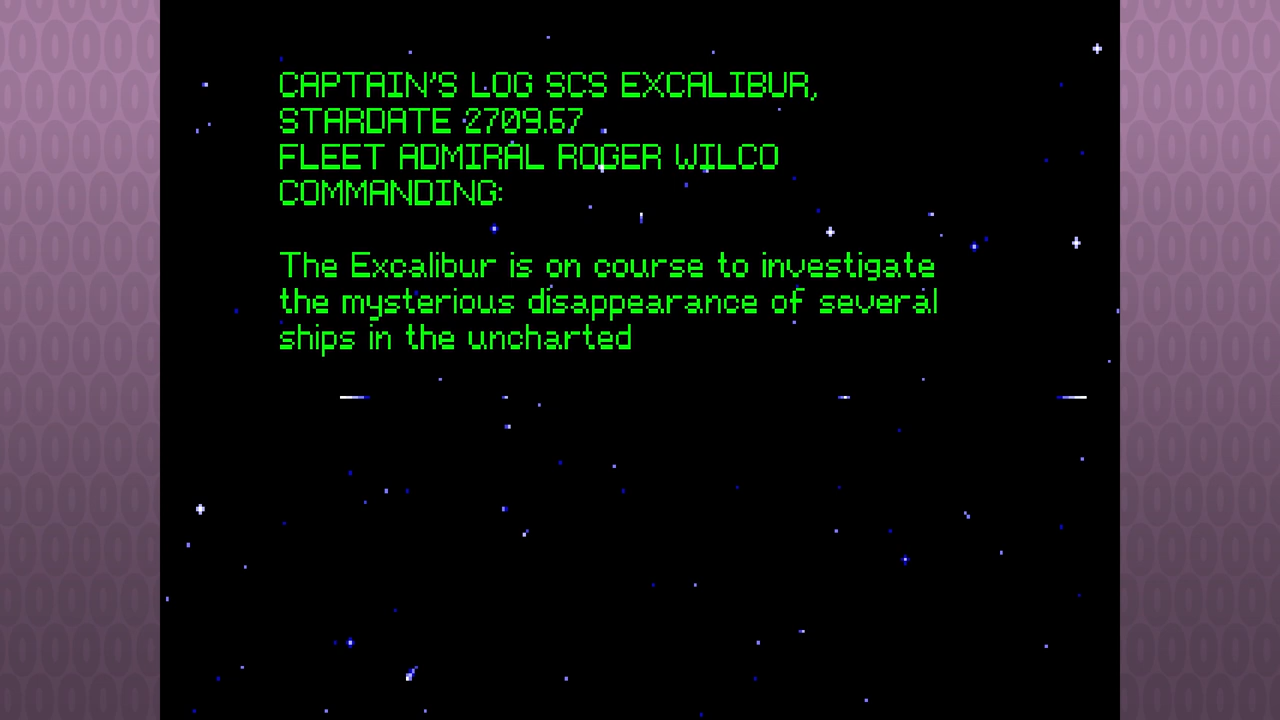 CAPTAIN'S LOG SCS EXCALIBUR,
STARDATE 2709.67
FLEET ADMIRAL ROGER WILCO
COMMANDING:
The Excalibur is on course to investigate
the mysterious disappearance of several
ships in the uncharted